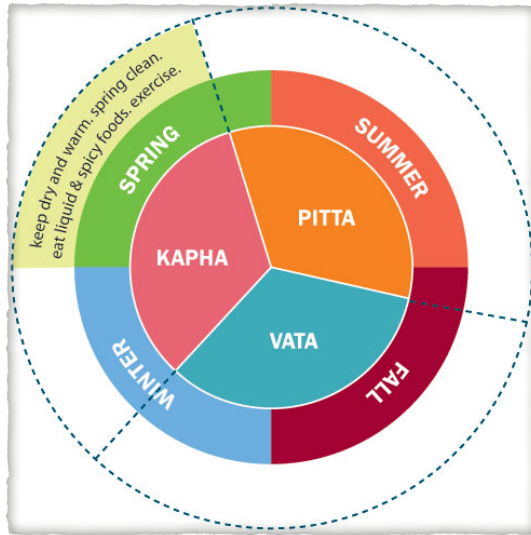 keep dry and warm. spring clean.
eat liquid & spicy foods. exercise.
SPRING
SUMMER
PITTA
KAPHA
VATA
WINTER
FALL